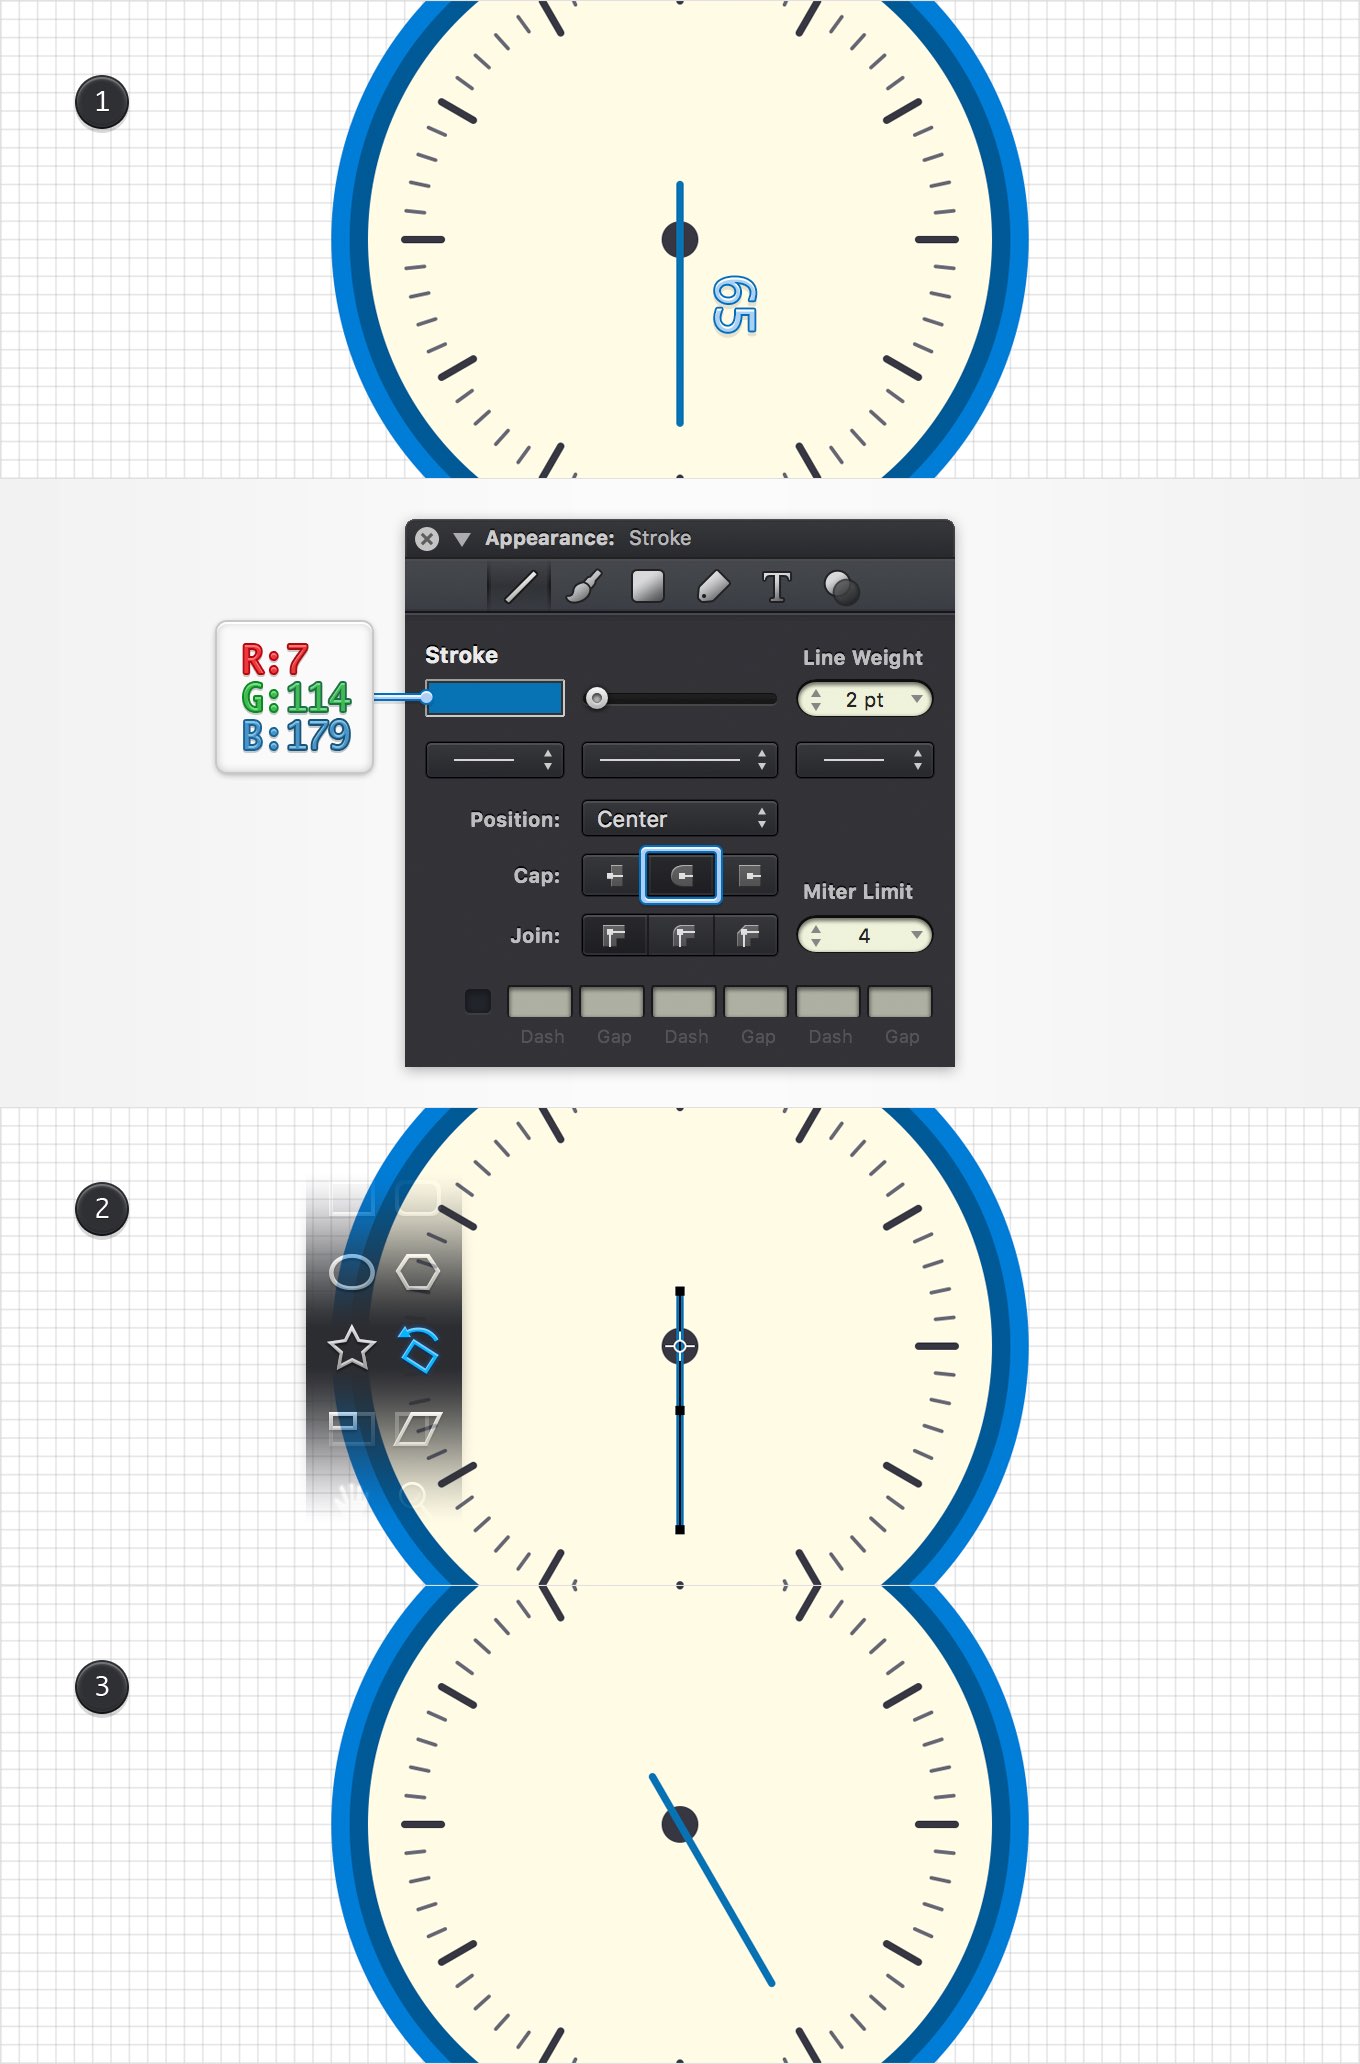 1
65
Appearance: Stroke
T
R:7
G:114
B:179
Stroke
Line Weight
2 pt
Position:
Center
Cap:
Miter Limit
Join:
4
Dash Gap Dash Gap Dash Gap
2
3